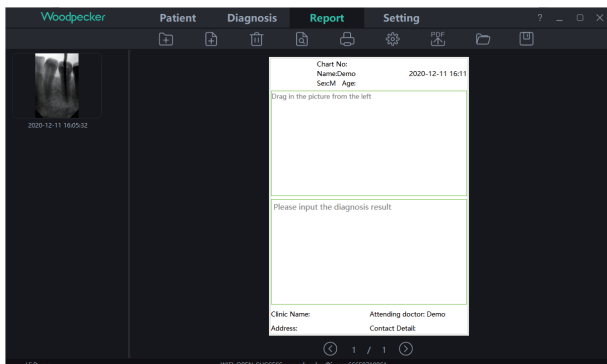 Woodpecker Patient Diagnosis Report Setting ?
PDF
Chart No:
Name:Demo 2020-12-11 16:11
Sex:M Age:
Drag in the picture from the left
2020-12-11 16:05:32
Please input the diagnosis result
Clinic Name: Attending doctor: Demo
Address: Contact Detail:
1 / 1